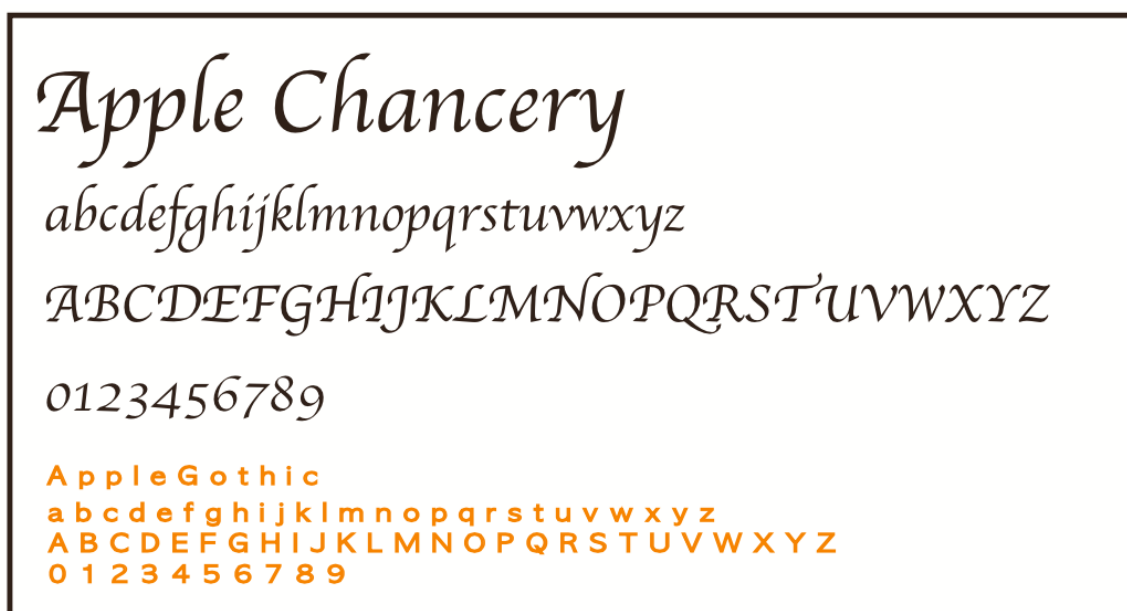 Apple Chancery
abcdefghijklmnopqrstuvwxyz
ABCDEFGHIJKLMNOPQRSTUVWXYZ
0123456789
AppleGothic
abcdefghijklmnopqrstuvwxyz
ABCDEFGHIJKLMNOPQRSTUVWXYZ
0123456789